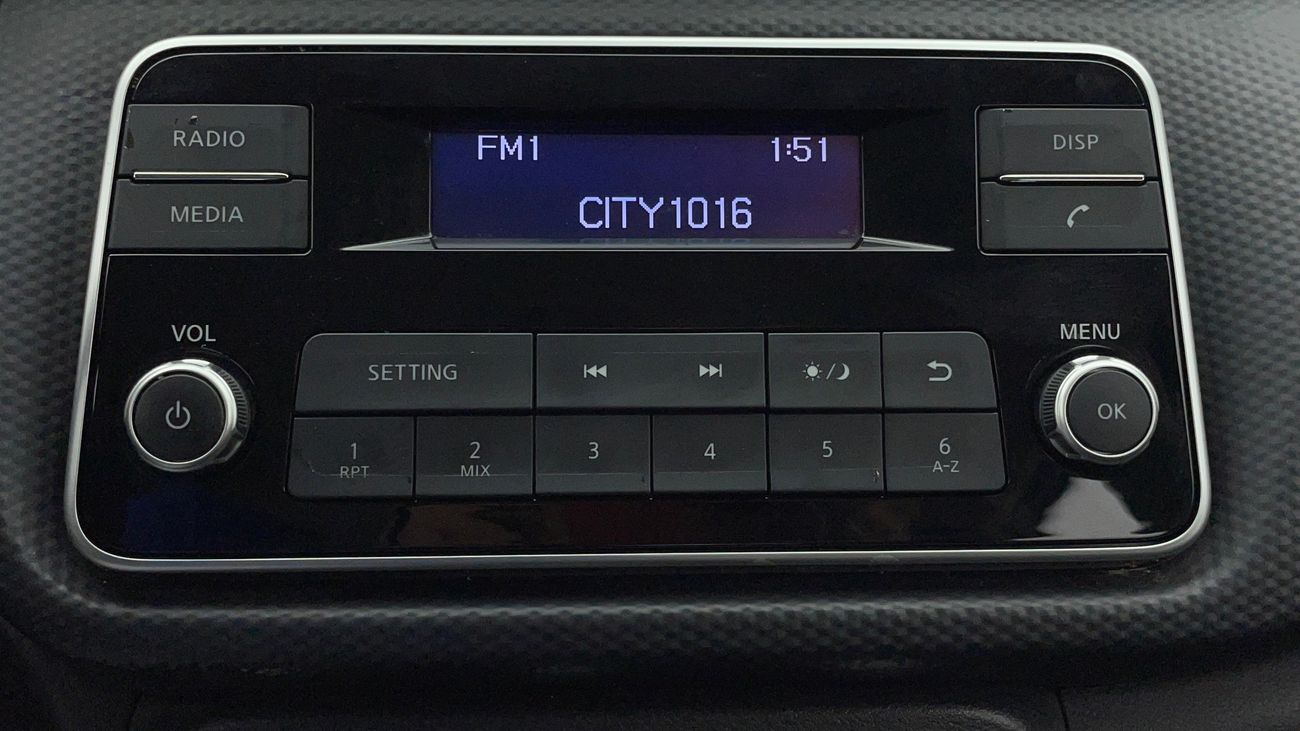 RADIO
FM1 1:51
DISP
MEDIA
CITY1016
VOL
MENU
SETTING
OK
1 2 3 4 5 6
RPT MIX A-Z